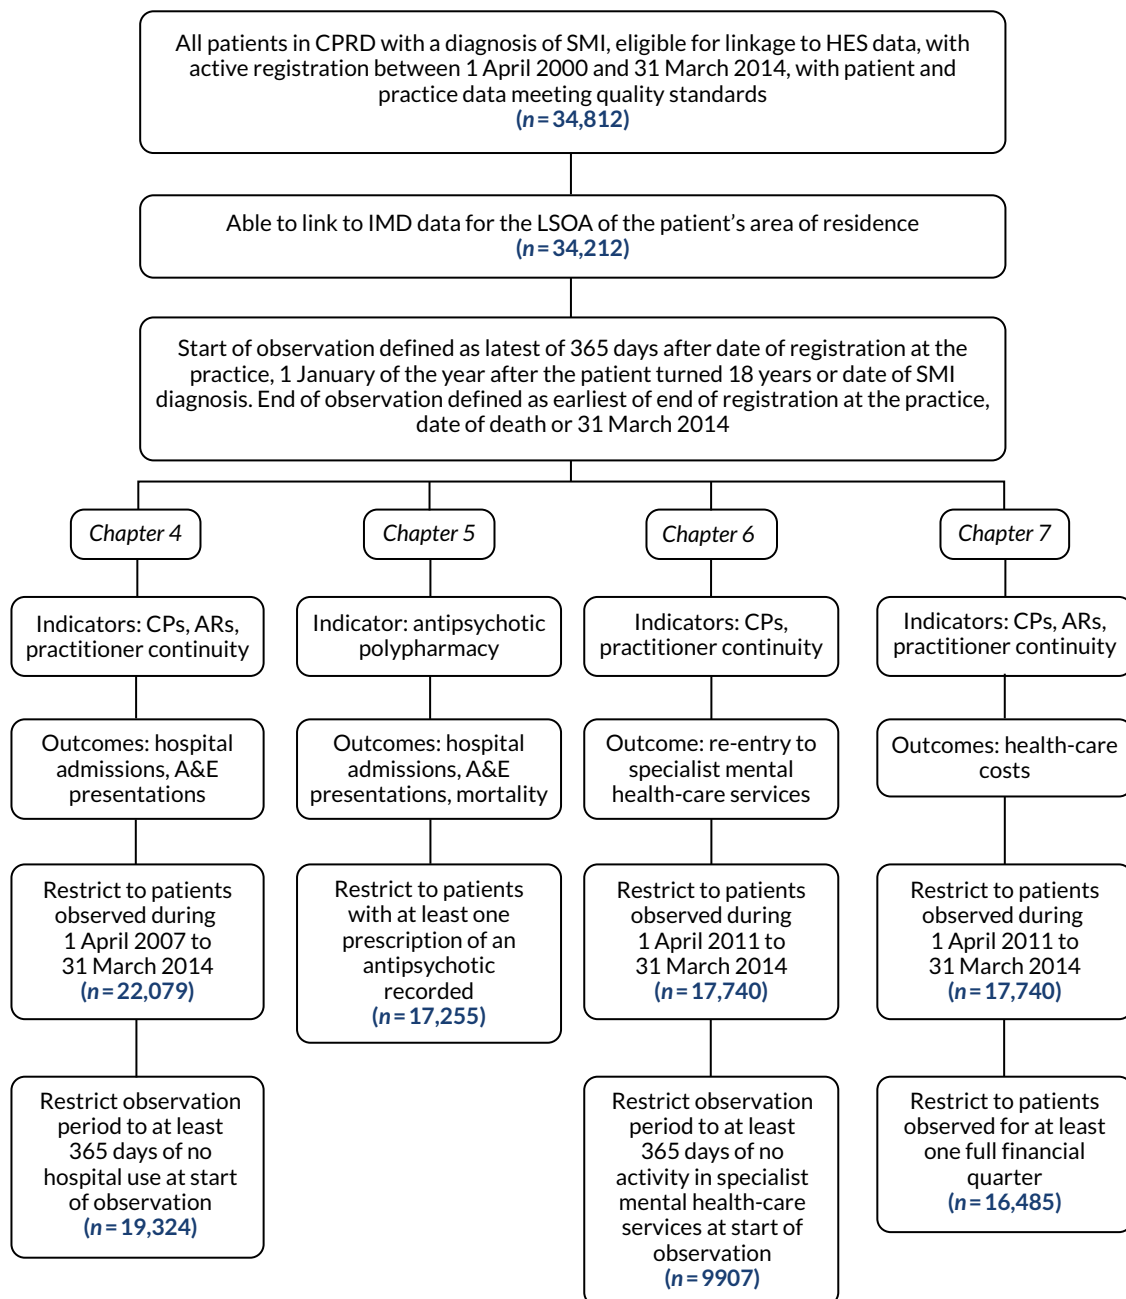 All patients in CPRD with a diagnosis of SMI, eligible for linkage to HES data, with
active registration between 1 April 2000 and 31 March 2014, with patient and
practice data meeting quality standards
(n = 34,812)
Able to link to IMD data for the LSOA of the patient's area of residence
(n = 34,212)
Start of observation defined as latest of 365 days after date of registration at the
practice, 1 January of the year after the patient turned 18 years or date of SMI
diagnosis. End of observation defined as earliest of end of registration at the practice,
date of death or 31 March 2014
Chapter 4
Indicators: CPs, ARs,
practitioner continuity
Outcomes: hospital
admissions, A&E
presentations
Restrict to patients
observed during
1 April 2007 to
31 March 2014
(n = 22,079)
Restrict observation
period to at least
365 days of no
hospital use at start
of observation
(n = 19,324)
Chapter 5
Indicator: antipsychotic
polypharmacy
Outcomes: hospital
admissions, A&E
presentations, mortality
Restrict to patients
with at least one
prescription of an
antipsychotic
recorded
(n = 17,255)
Chapter 6
Indicators: CPs,
practitioner continuity
Outcome: re-entry to
specialist mental
health-care services
Restrict to patients
observed during
1 April 2011 to
31 March 2014
(n = 17,740)
Restrict observation
period to at least
365 days of no
activity in specialist
mental health-care
services at start of
observation
(n = 9907)
Chapter 7
Indicators: CPs, ARs,
practitioner continuity
Outcomes: health-care
costs
Restrict to patients
observed during
1 April 2011 to
31 March 2014
(n = 17,740)
Restrict to patients
observed for at least
one full financial
quarter
(n = 16,485)